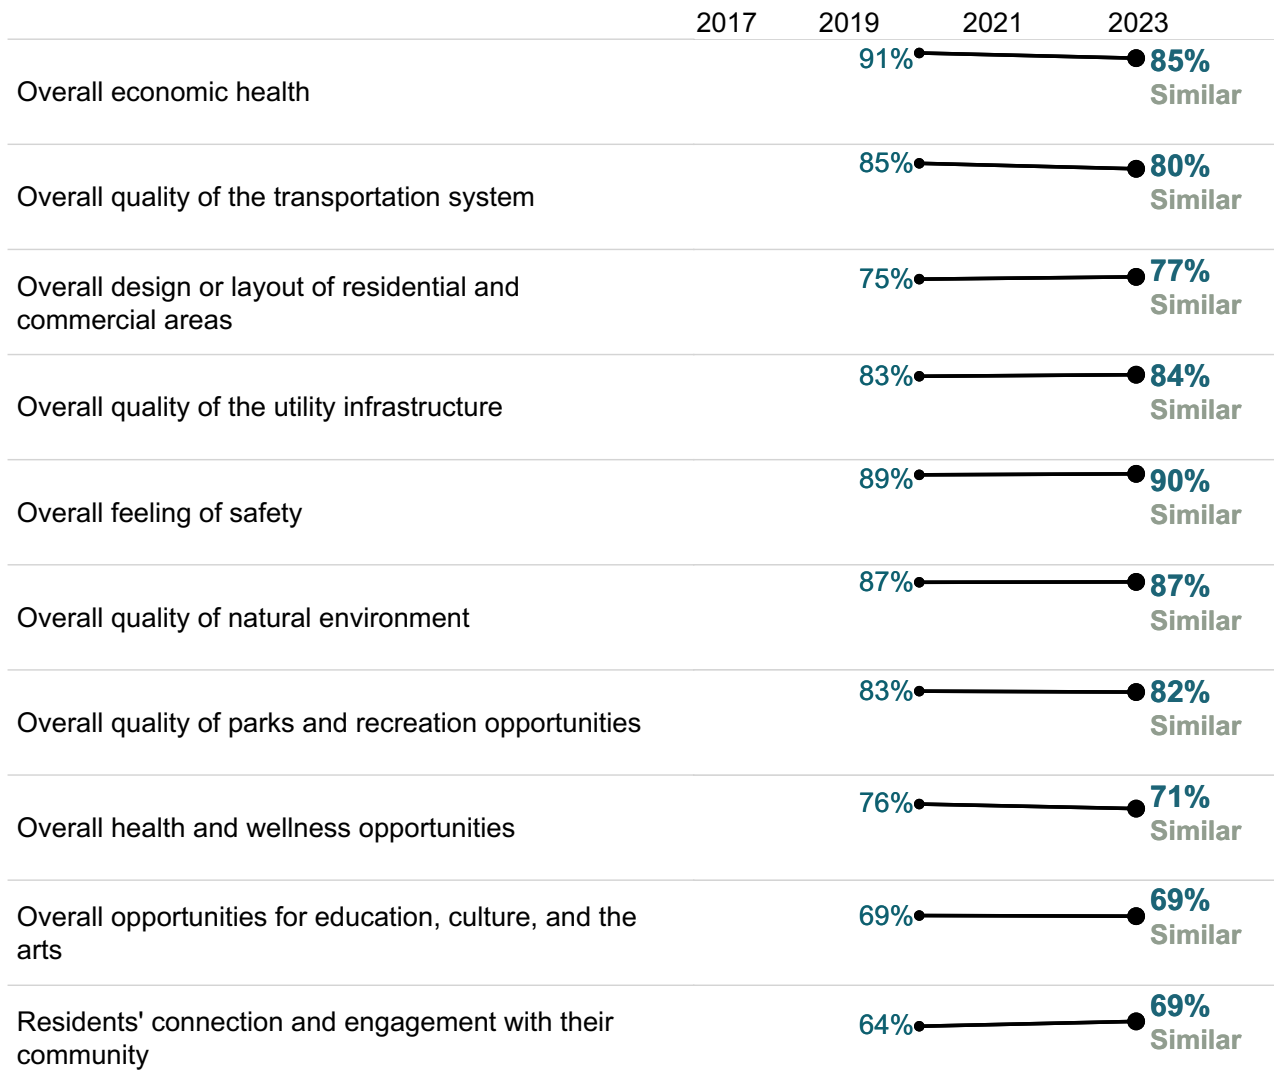 2017 2019 2021 2023
91% 85%
Overall economic health Similar
85% 80%
Overall quality of the transportation system Similar
75% 77%
Overall design or layout of residential and Similar
commercial areas
83% 84%
Overall quality of the utility infrastructure Similar
89% 90%
Overall feeling of safety Similar
87% 87%
Overall quality of natural environment Similar
83% 82%
Overall quality of parks and recreation opportunities Similar
76% 71%
Overall health and wellness opportunities Similar
69% 69%
Overall opportunities for education, culture, and the Similar
arts
64% 69%
Residents' connection and engagement with their Similar
community